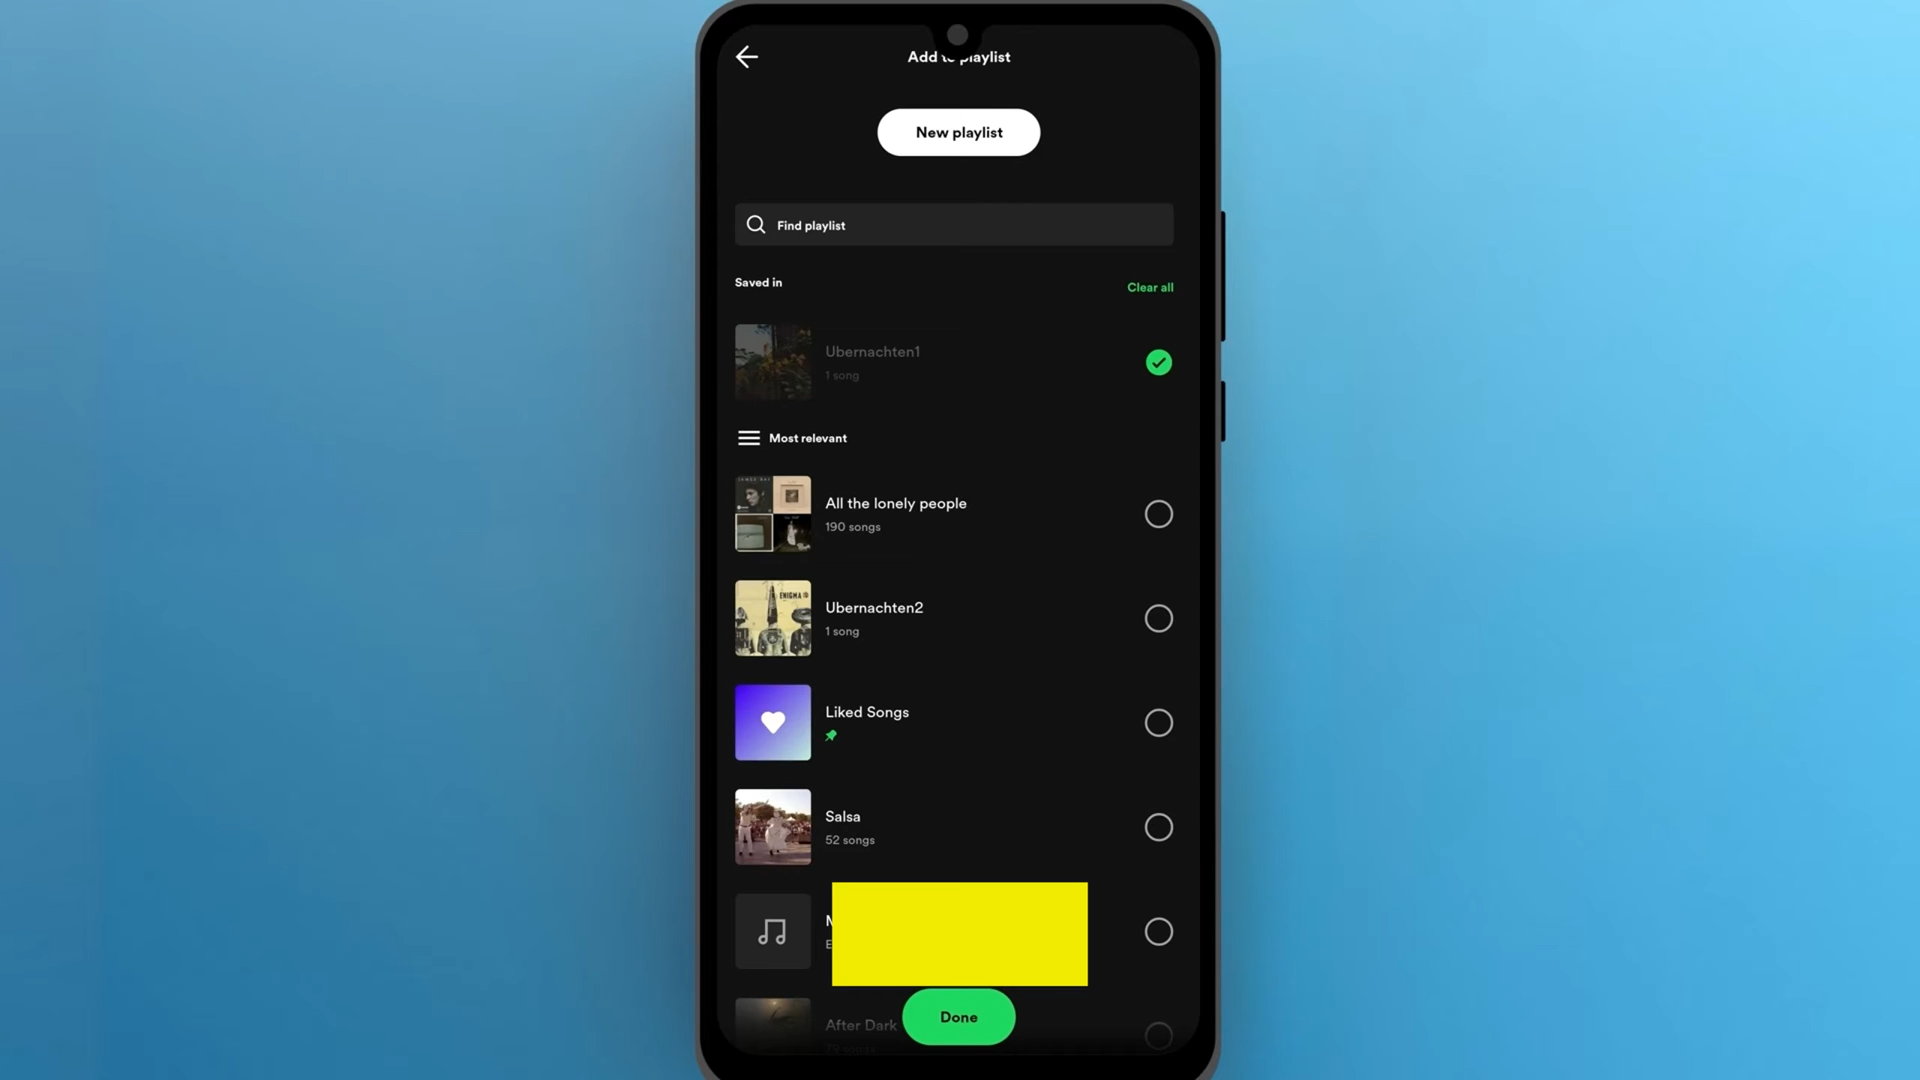 Add to playlist
New playlist
Find playlist
Saved in
Clear all
Ubernachten1
1 song
Most relevant
All the lonely people
190 songs
ENIGMA
Ubernachten2
1 song
Liked Songs
Salsa
52 songs
After Dark
Done